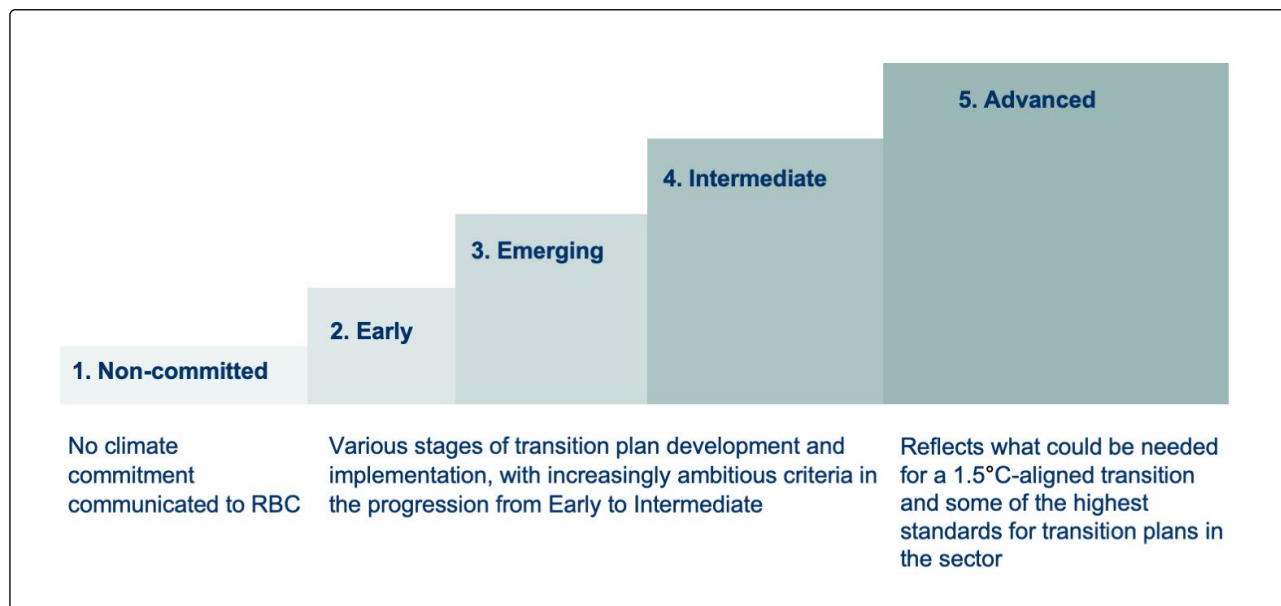 5. Advanced
4. Intermediate
3. Emerging
2. Early
1. Non-committed
No climate
commitment
communicated to RBC
Various stages of transition plan development and
implementation, with increasingly ambitious criteria in
the progression from Early to Intermediate
Reflects what could be needed
for a 1.5°C-aligned transition
and some of the highest
standards for transition plans in
the sector